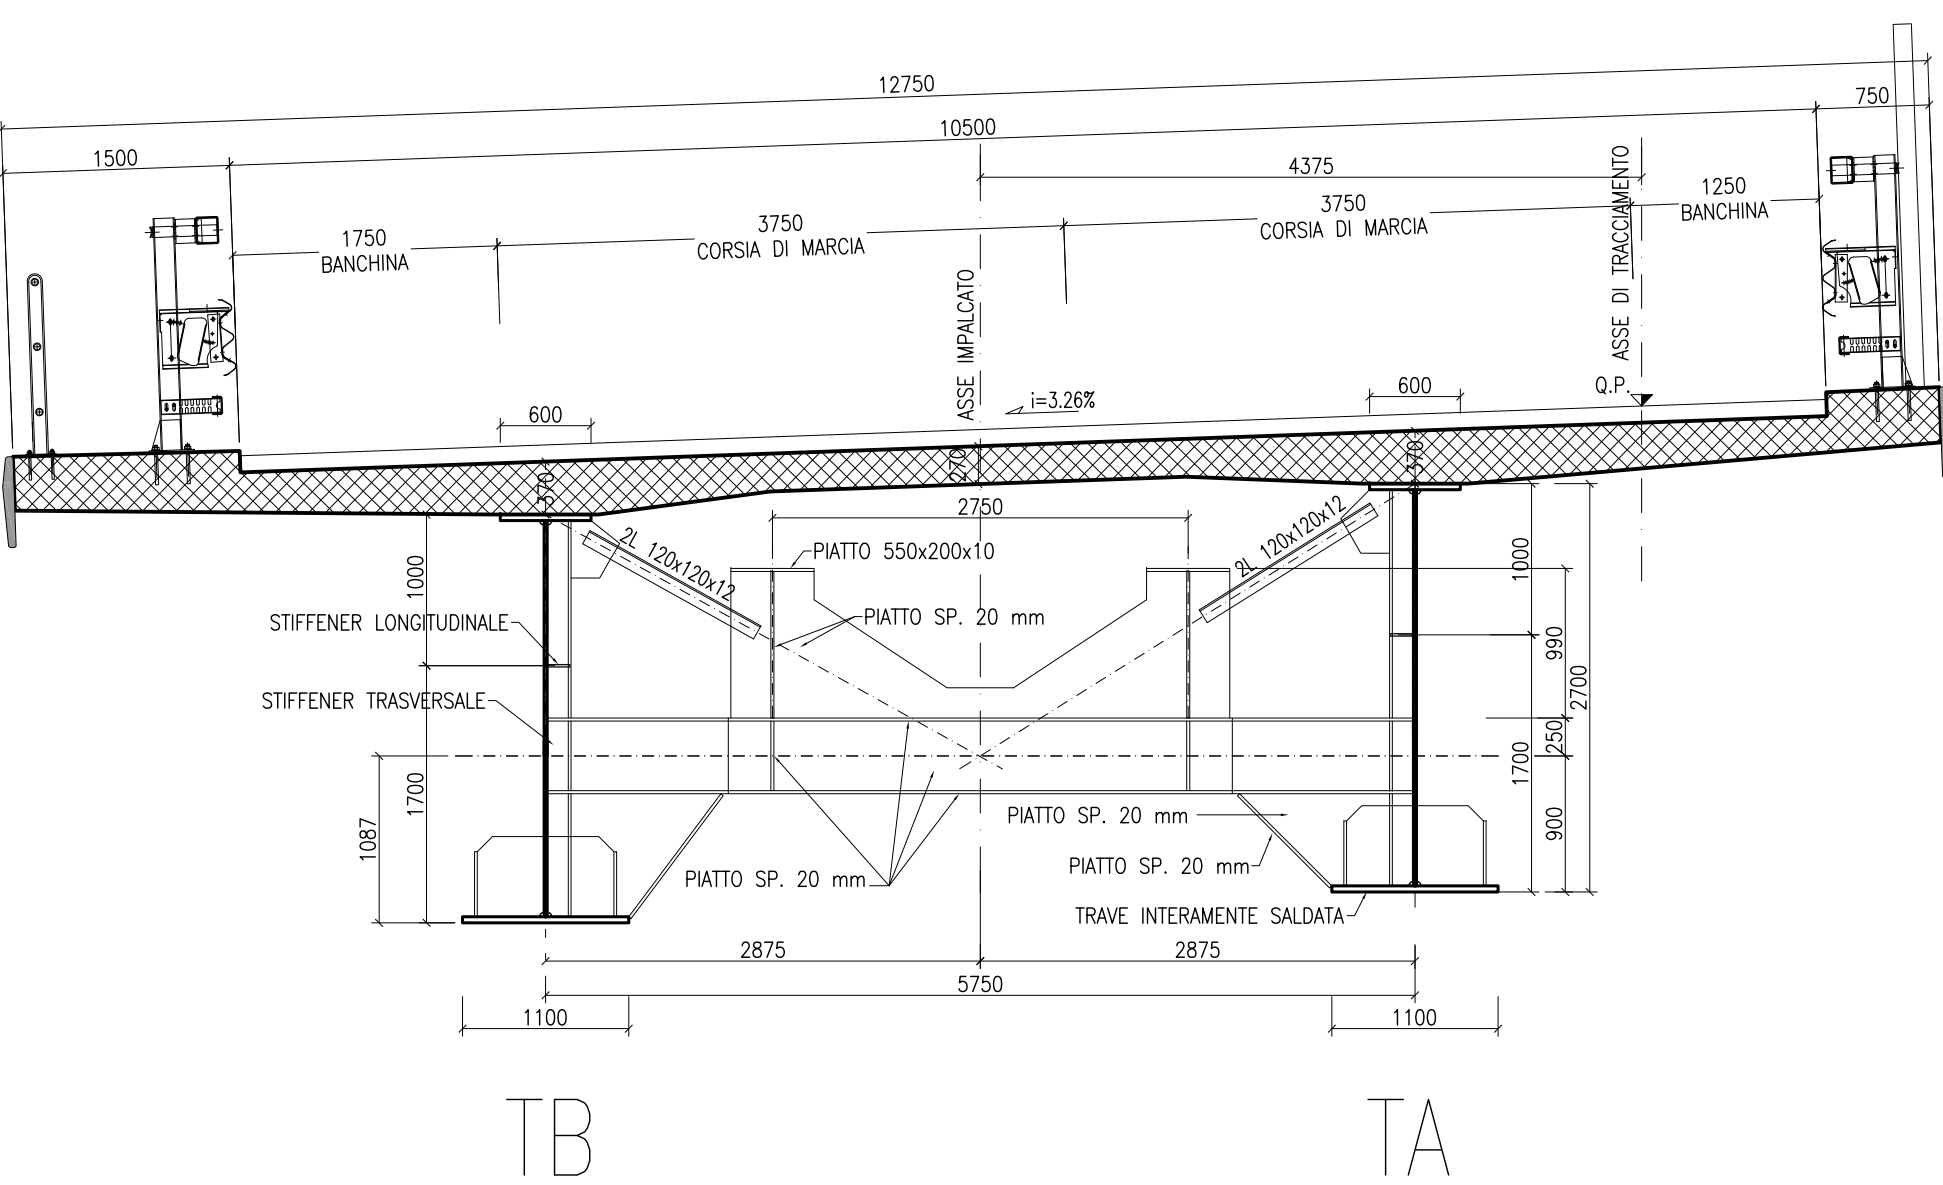 12750
750
10500
1500
4375
ASSE DI TRACCIAMENTO
1250
BANCHINA
3750
CORSIA DI MARCIA
3750
CORSIA DI MARCIA
1750
BANCHINA
ASSE IMPALCATO
i=3.26%
Q.P.
600
600
370
270
370
2750
2L 120x120x12
2L 120x120x12
PIATTO 550x200x10
PIATTO SP. 20 mm
STIFFENER LONGITUDINALE
STIFFENER TRASVERSALE
1000
1700
1087
1000
1700
990
250
900
2700
PIATTO SP. 20 mm
PIATTO SP. 20 mm
PIATTO SP. 20 mm
TRAVE INTERAMENTE SALDATA
2875
2875
5750
1100
1100
TB
TA